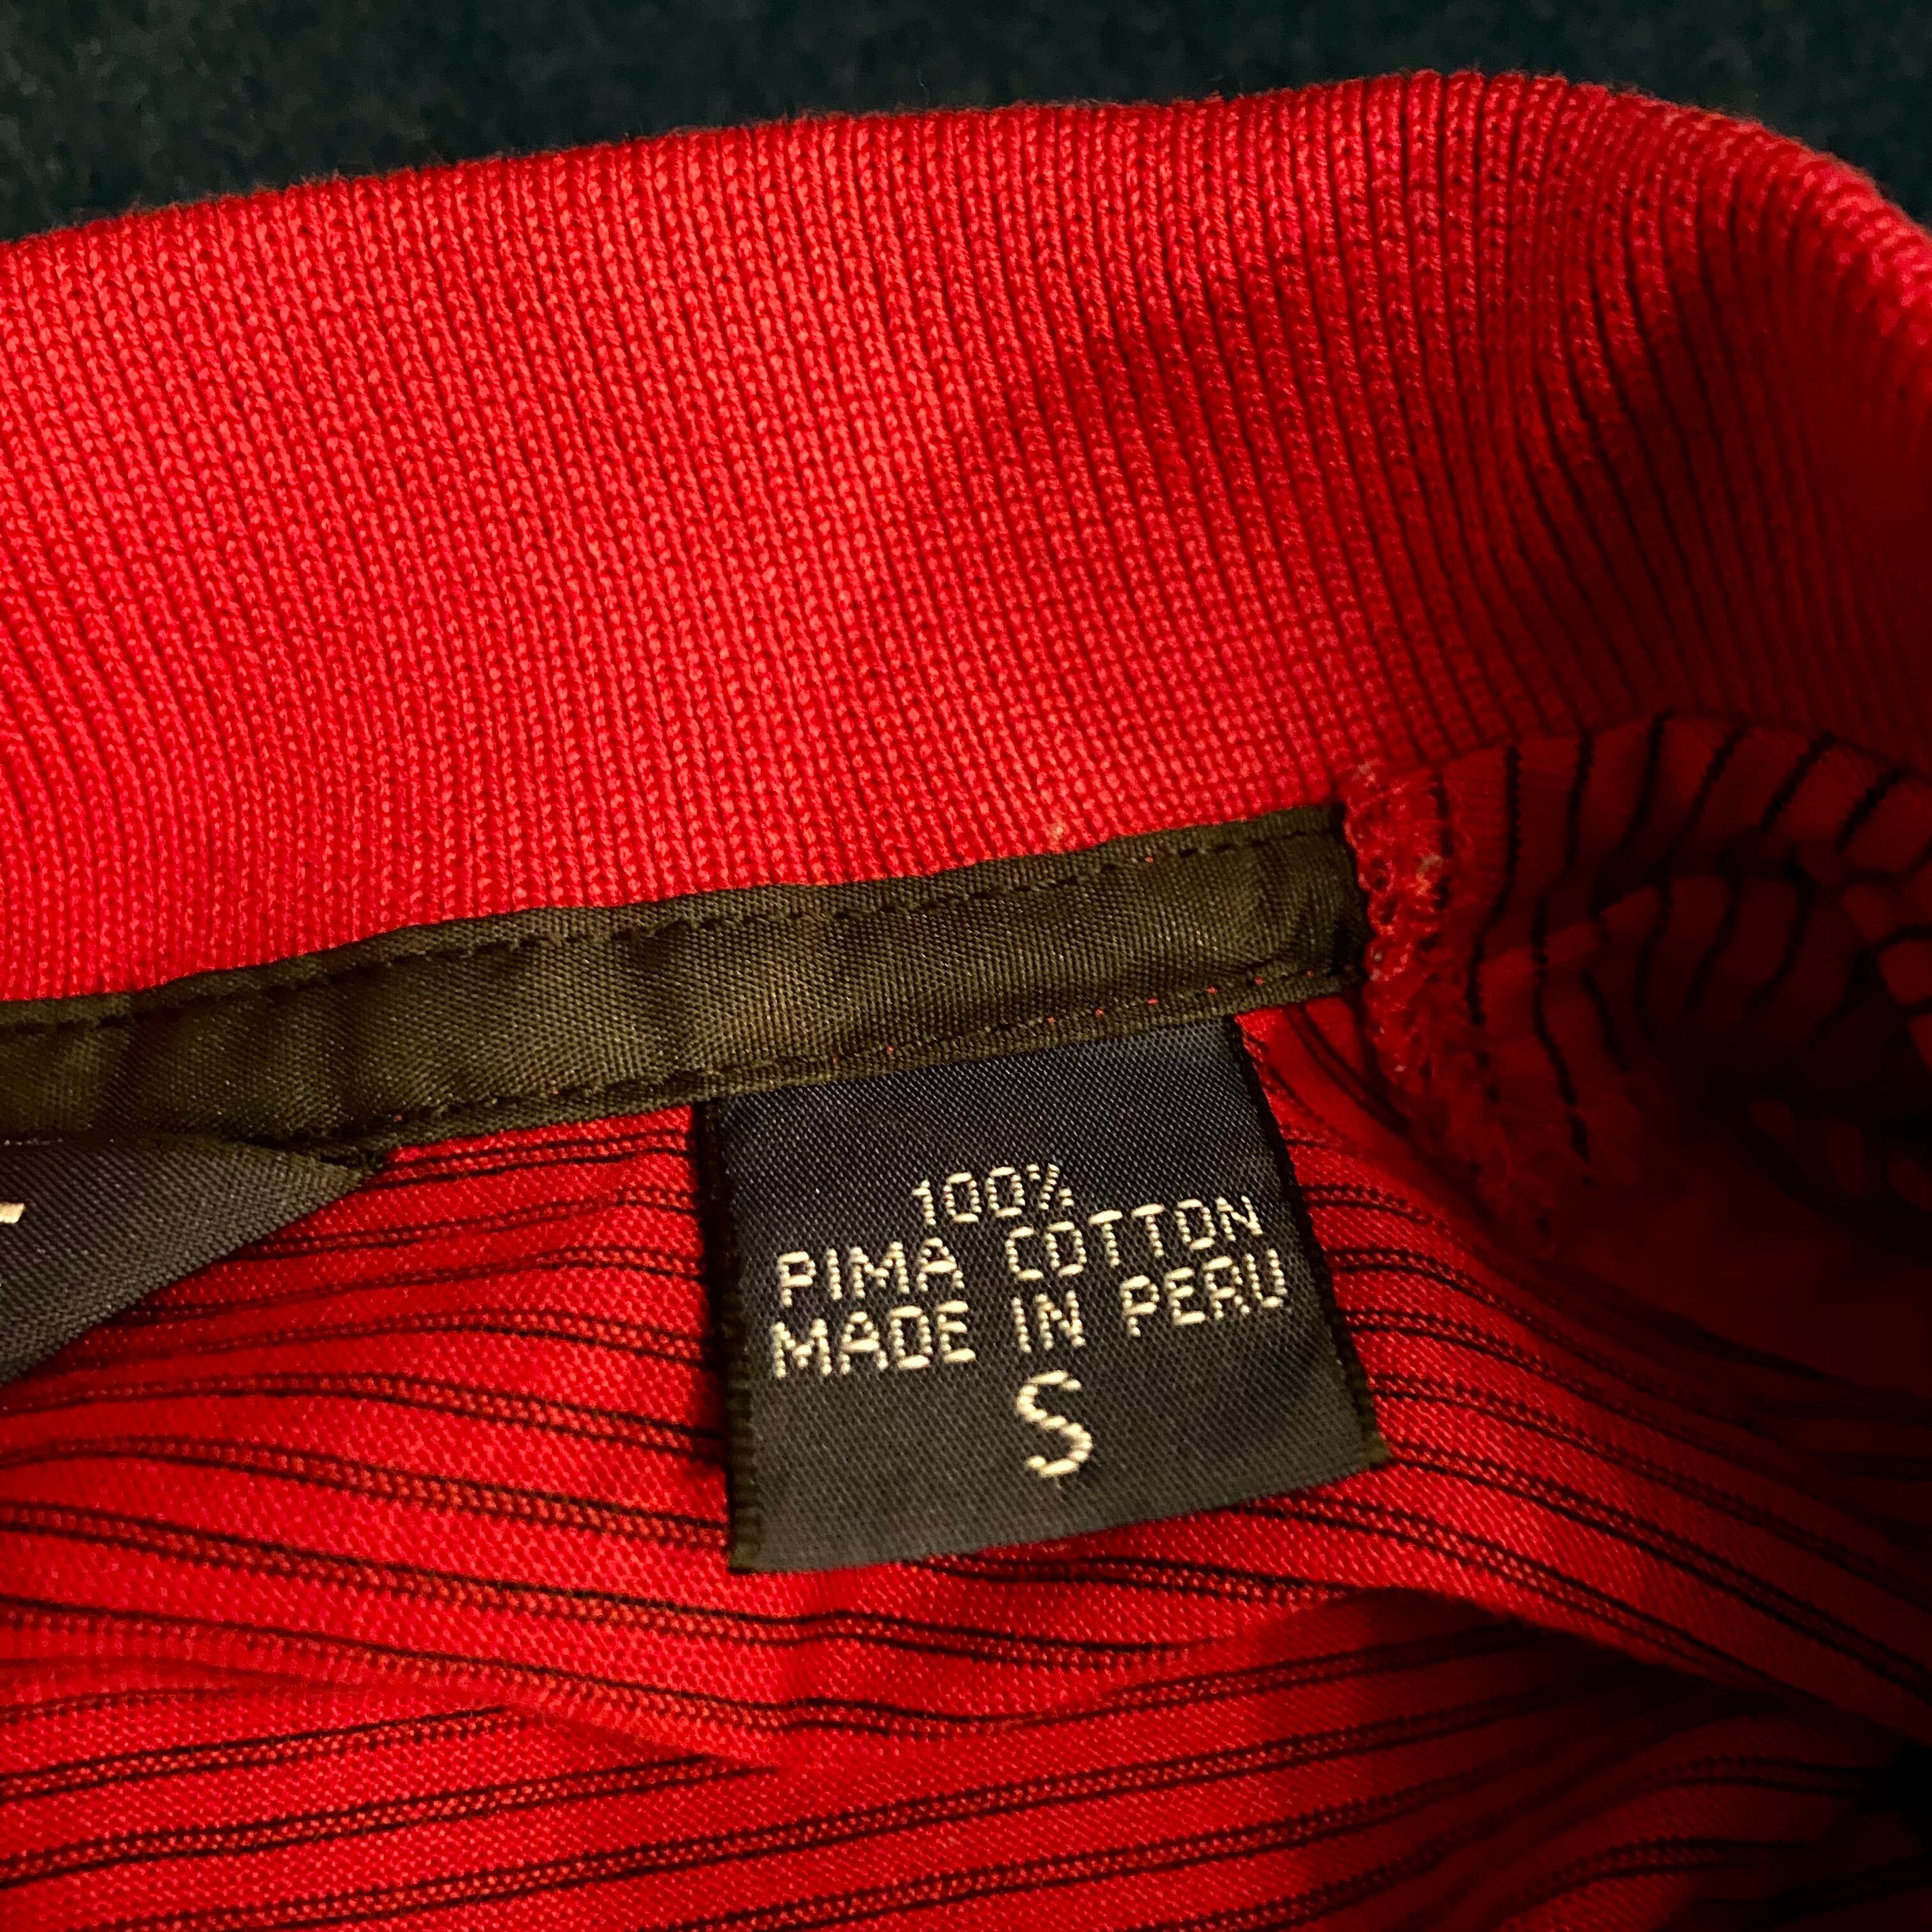 100%
PIMA COTTON
MADE IN PERU
S